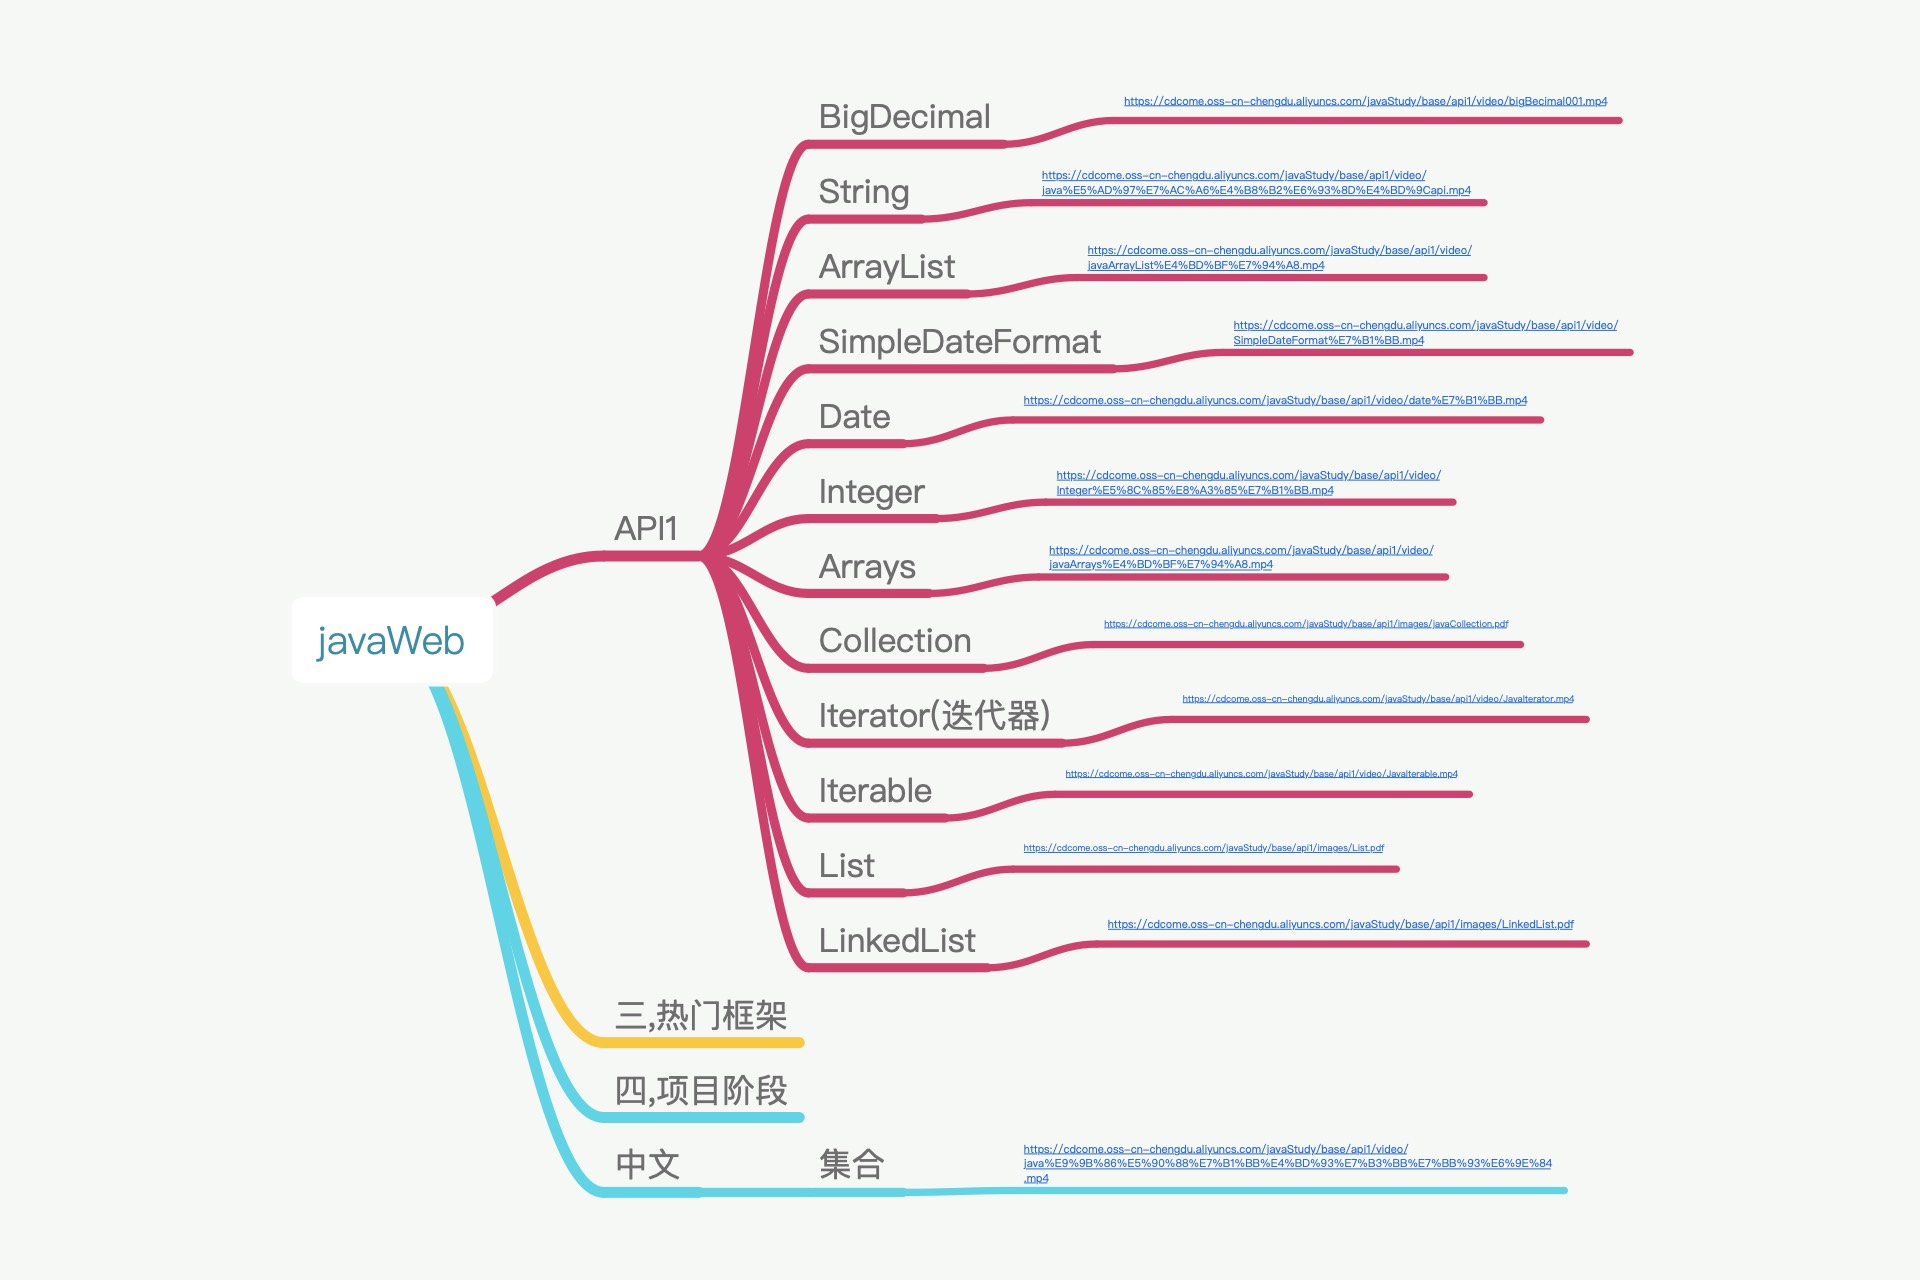 javaWeb
API1
BigDecimal
https://cdcome.oss-cn-chengdu.aliyuncs.com/javaStudy/base/api1/video/bigBecimal001.mp4
String
https://cdcome.oss-cn-chengdu.aliyuncs.com/javaStudy/base/api1/video/
java%E5%AD%97%E7%AC%A6%E4%B8%B2%E6%93%8D%E4%BD%9Capi.mp4
ArrayList
https://cdcome.oss-cn-chengdu.aliyuncs.com/javaStudy/base/api1/video/
javaArrayList%E4%BD%BF%E7%94%A8.mp4
SimpleDateFormat
https://cdcome.oss-cn-chengdu.aliyuncs.com/javaStudy/base/api1/video/
SimpleDateFormat%E7%B1%BB.mp4
Date
https://cdcome.oss-cn-chengdu.aliyuncs.com/javaStudy/base/api1/video/date%E7%B1%BB.mp4
Integer
https://cdcome.oss-cn-chengdu.aliyuncs.com/javaStudy/base/api1/video/
Integer%E5%8C%85%E8%A3%85%E7%B1%BB.mp4
Arrays
https://cdcome.oss-cn-chengdu.aliyuncs.com/javaStudy/base/api1/video/
javaArrays%E4%BD%BF%E7%94%A8.mp4
Collection
https://cdcome.oss-cn-chengdu.aliyuncs.com/javaStudy/base/api1/images/javaCollection.pdf
Iterator(迭代器)
https://cdcome.oss-cn-chengdu.aliyuncs.com/javaStudy/base/api1/video/JavaIterator.mp4
Iterable
https://cdcome.oss-cn-chengdu.aliyuncs.com/javaStudy/base/api1/video/JavaIterable.mp4
List
https://cdcome.oss-cn-chengdu.aliyuncs.com/javaStudy/base/api1/images/List.pdf
LinkedList
https://cdcome.oss-cn-chengdu.aliyuncs.com/javaStudy/base/api1/images/LinkedList.pdf
三,热门框架
四,项目阶段
中文
集合
https://cdcome.oss-cn-chengdu.aliyuncs.com/javaStudy/base/api1/video/
java%E9%9B%86%E5%90%88%E7%B1%BB%E4%BD%93%E7%B3%BB%E7%BB%93%E6%9E%84
.mp4